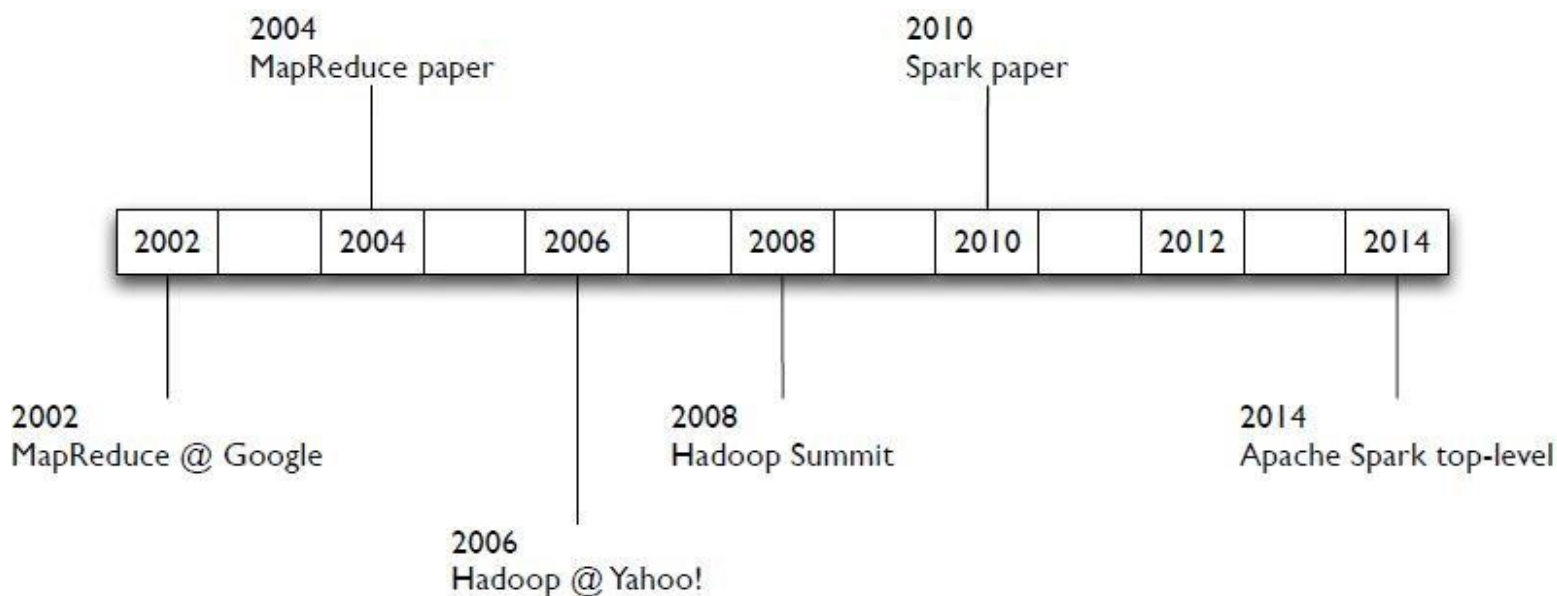 2004
MapReduce paper
2010
Spark paper
2002 2004 2006 2008 2010 2012 2014
2002
MapReduce @ Google
2008
Hadoop Summit
2014
Apache Spark top-level
2006
Hadoop @ Yahoo!